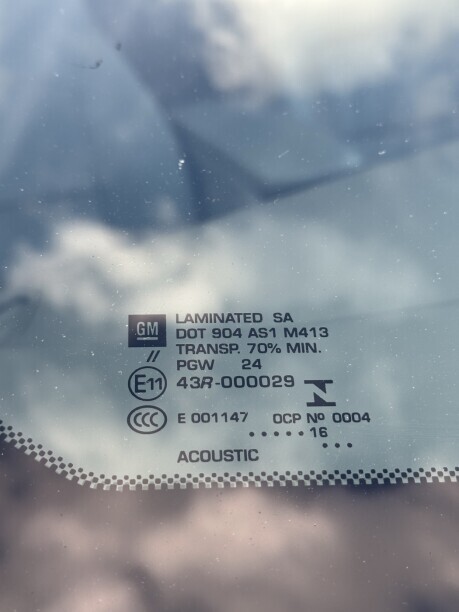 GM
LAMINATED SA
DOT 904 AS1 M413
TRANSP. 70% MIN.
// PGW 24
E11 43R-000029 N
CCC E 001147 OCP Nº 0004
•••••16
•••
ACOUSTIC